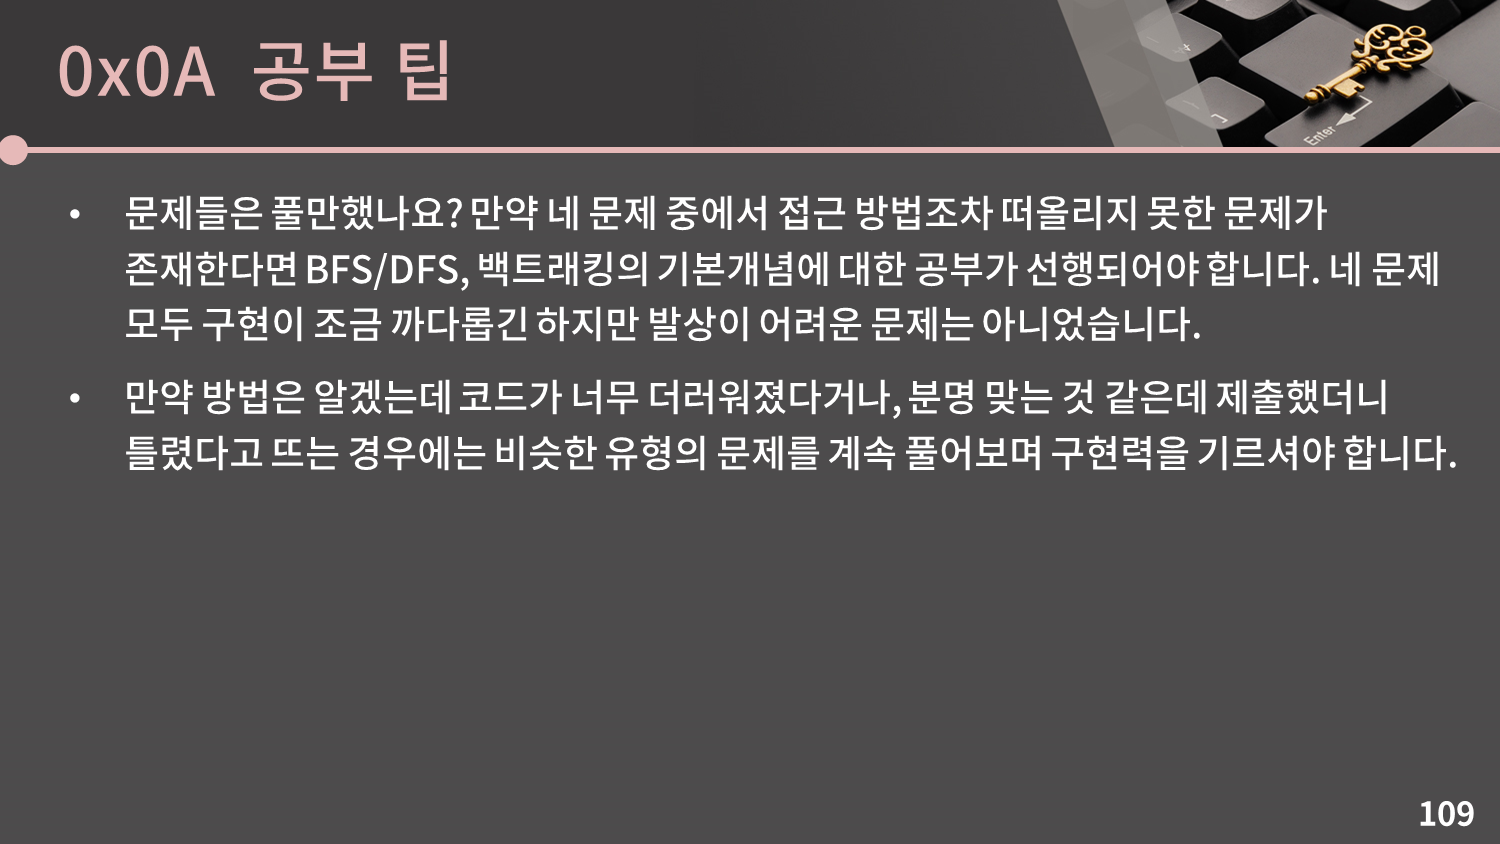 0x0A 공부 팁
Enter
• 문제들은 풀만했나요? 만약 네 문제 중에서 접근 방법조차 떠올리지 못한 문제가
존재한다면 BFS/DFS, 백트래킹의 기본개념에 대한 공부가 선행되어야 합니다. 네 문제
모두 구현이 조금 까다롭긴 하지만 발상이 어려운 문제는 아니었습니다.
• 만약 방법은 알겠는데 코드가 너무 더러워졌다거나, 분명 맞는 것 같은데 제출했더니
틀렸다고 뜨는 경우에는 비슷한 유형의 문제를 계속 풀어보며 구현력을 기르셔야 합니다.
109